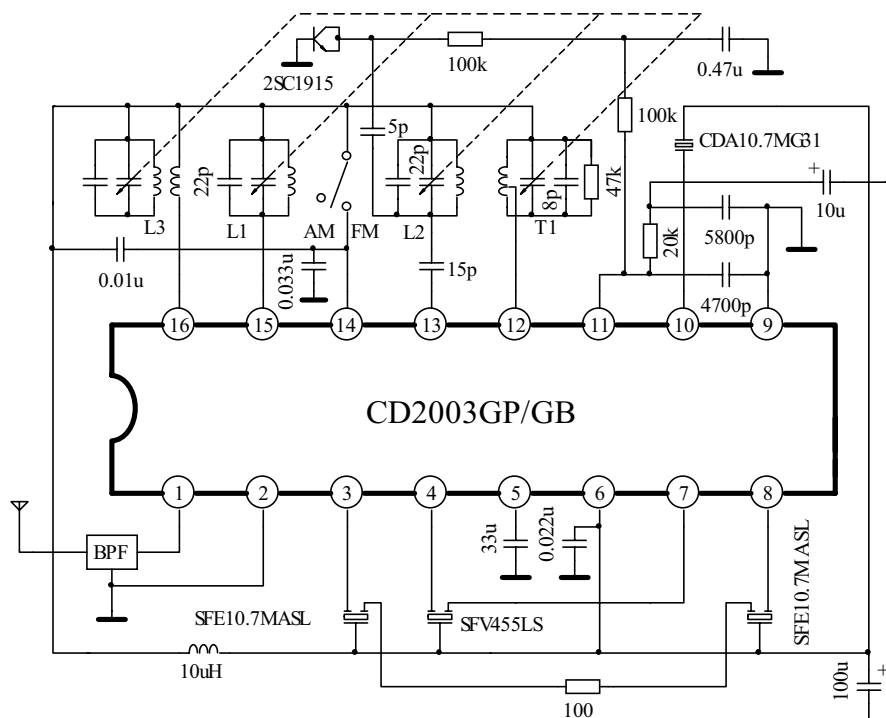 2SC1915
100k
0.47u
5p
100k
CDA10.7MG31
+
10u
22p
22p
8p
47k
L3
L1
AM
FM
L2
T1
20k
5800p
0.01u
0.033u
15p
4700p
16
15
14
13
12
11
10
9
CD2003GP/GB
1
2
3
4
5
6
7
8
BPF
33u
0.022u
SFE10.7MASL
SFE10.7MASL
SFV455LS
10uH
100
100u
+